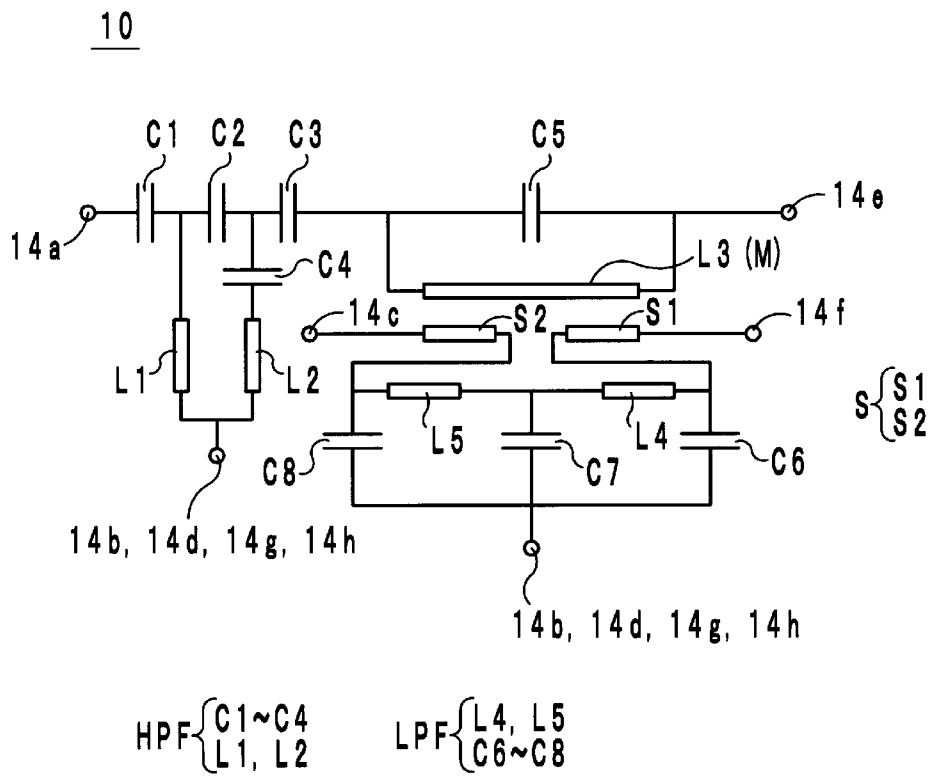 10
C1 C2 C3 C5
14a
14e
C4
L3 (M)
14c
S2
S1
14f
L1
L2
L5
L4
S { S1
S2
C8
C7
C6
14b, 14d, 14g, 14h
14b, 14d, 14g, 14h
HPF { C1~C4
L1, L2
LPF { L4, L5
C6~C8